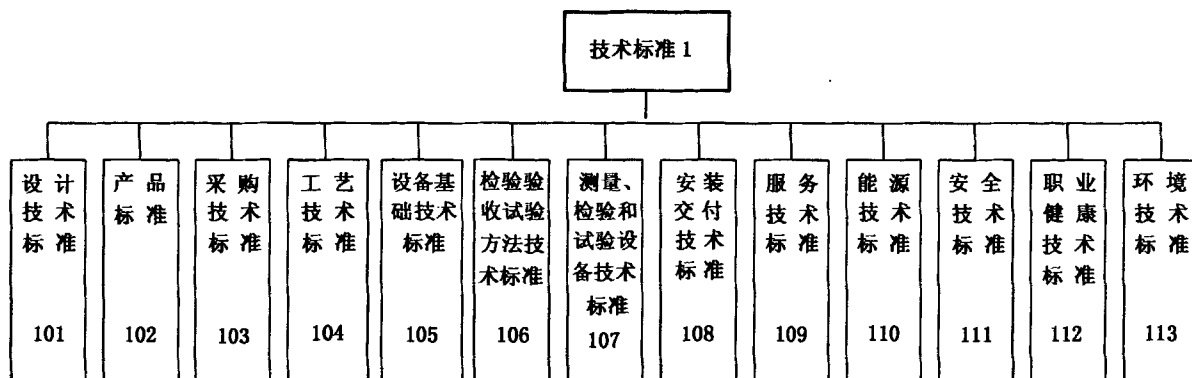 技术标准 1
设计
技术
标准
101
产品
标准
102
采购
技术
标准
103
工艺
技术
标准
104
设备基
础技术
标准
105
检验验
收试验
方法技
术标准
106
测量、
检验和
试验设
备技术
标准
107
安装
交付
技术
标准
108
服务
技术
标准
109
能源
技术
标准
110
安全
技术
标准
111
职业
健康
技术
标准
112
环境
技术
标准
113